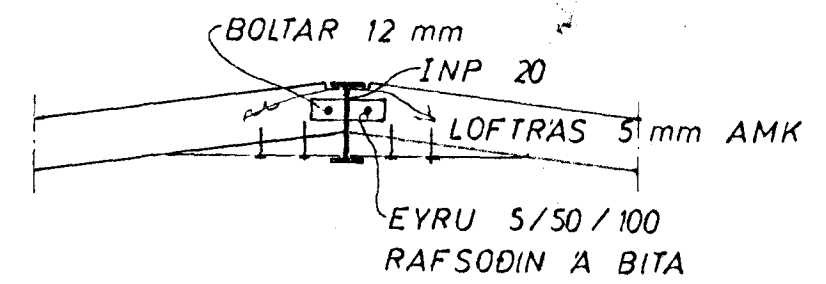 BOLTAR 12 mm
INP 20
LOFTRÁS 5 mm AMK
EYRU 5/50/100
RAFSOÐIN Á BITA